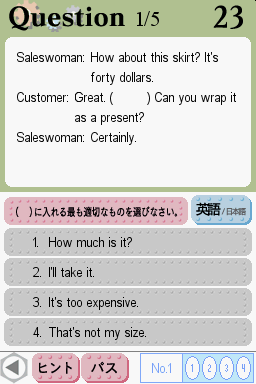 Question 1/5 23
Saleswoman: How about this skirt? It's
forty dollars.
Customer: Great. (          ) Can you wrap it
as a present?
Saleswoman: Certainly.
(　)に入れる最も適切なものを選びなさい。
英語/日本語
1. How much is it?
2. I'll take it.
3. It's too expensive.
4. That's not my size.
ヒント パス No.1 1 2 3 4